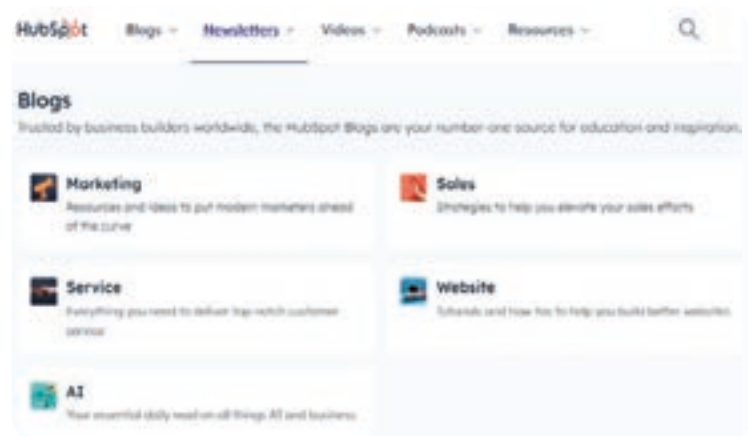 HubSpot Blogs Newsletters Videos Podcasts Resources
Blogs
Trusted by business builders worldwide, the HubSpot Blogs are your number-one source for education and inspiration.
Marketing
Resources and ideas to put modern marketers ahead
of the curve
Sales
Strategies to help you elevate your sales efforts
Service
Everything you need to deliver top-notch customer
service
Website
Tutorials and how-tos to help you build better websites
AI
Your essential daily read on all things AI and business